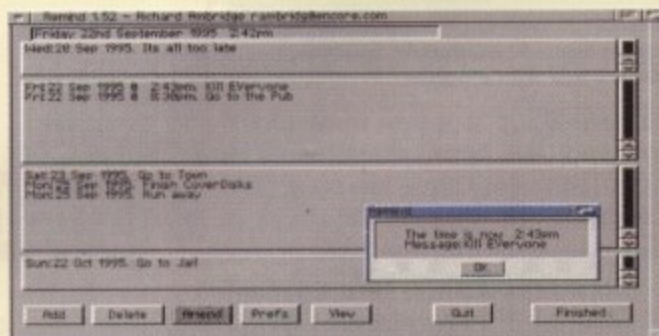 Remind 1.52 - Richard Ambridge rambridg@encore.com
Friday 22nd September 1995 2:42pm
Wed:20 Sep 1995. Its all too late
Fri:22 Sep 1995 @ 2:43pm. Kill EVeryone
Fri:22 Sep 1995 @ 8:30pm. Go to the Pub
Sat:23 Sep 1995. Go to Town
Mon:25 Sep 1995. Finish CoverDisks
Mon:25 Sep 1995. Run away
Remind
The time is now 2:43pm
Message:Kill EVeryone
OK
Sun:22 Oct 1995. Go to Jail
Add
Delete
Amend
Prefs
View
Quit
Finished